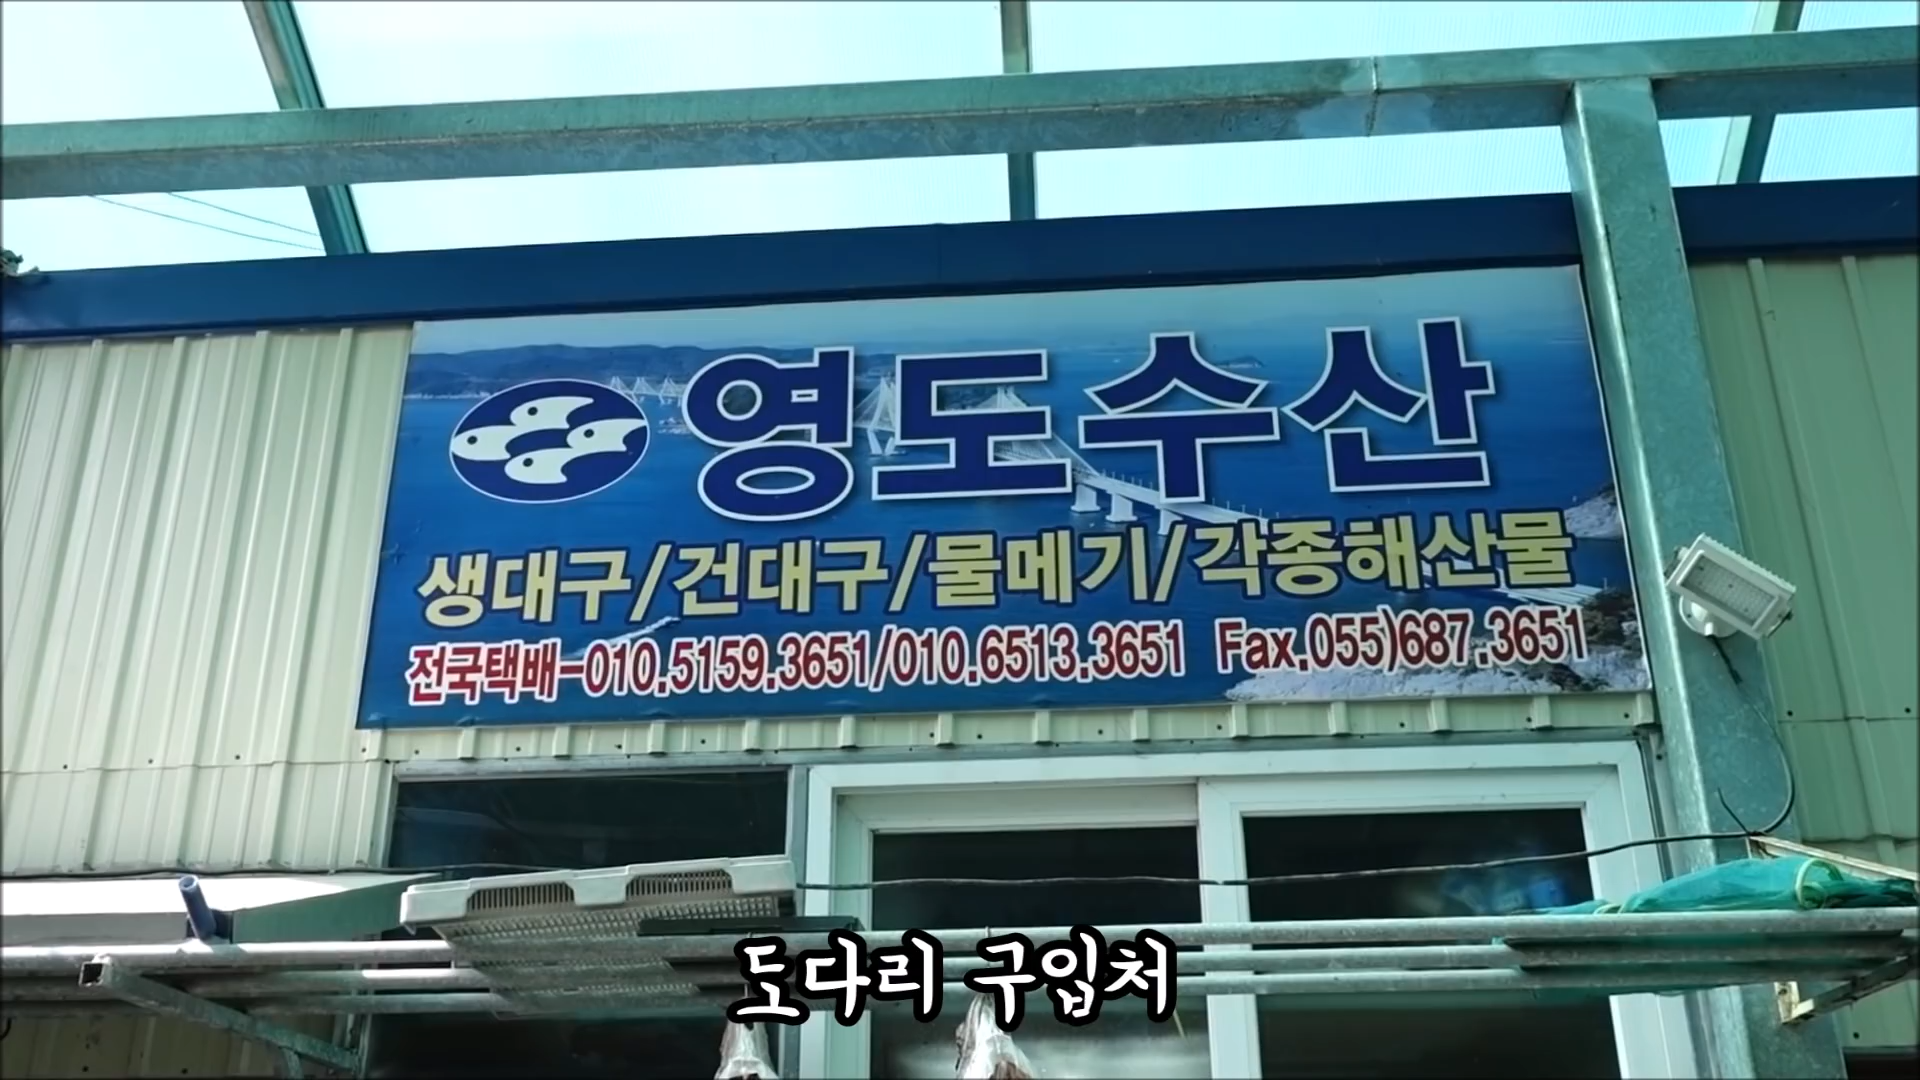 영도수산
생대구/건대구/물메기/각종해산물
전국택배-010.5159.3651/010.6513.3651 Fax.055)687.3651
도다리 구입처